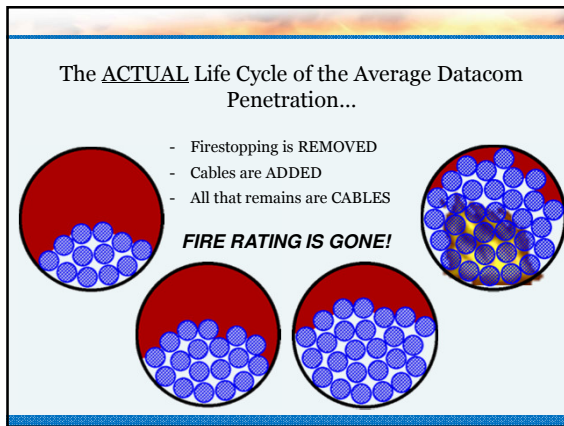 The ACTUAL Life Cycle of the Average Datacom
Penetration...
- Firestopping is REMOVED
- Cables are ADDED
- All that remains are CABLES
FIRE RATING IS GONE!